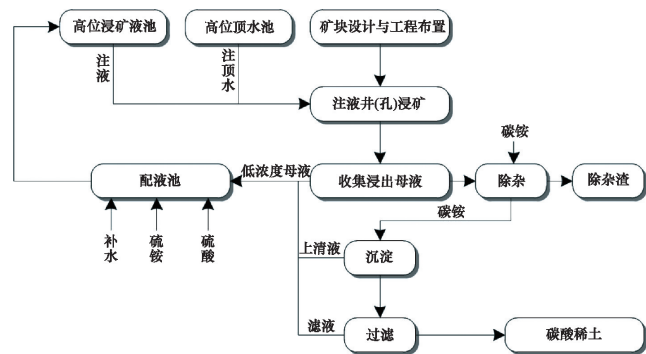 高位浸矿液池
高位顶水池
矿块设计与工程布置
注液
注顶水
注液井(孔)浸矿
碳铵
配液池
低浓度母液
收集浸出母液
除杂
除杂渣
碳铵
补水
硫铵
硫酸
上清液
沉淀
滤液
过滤
碳酸稀土